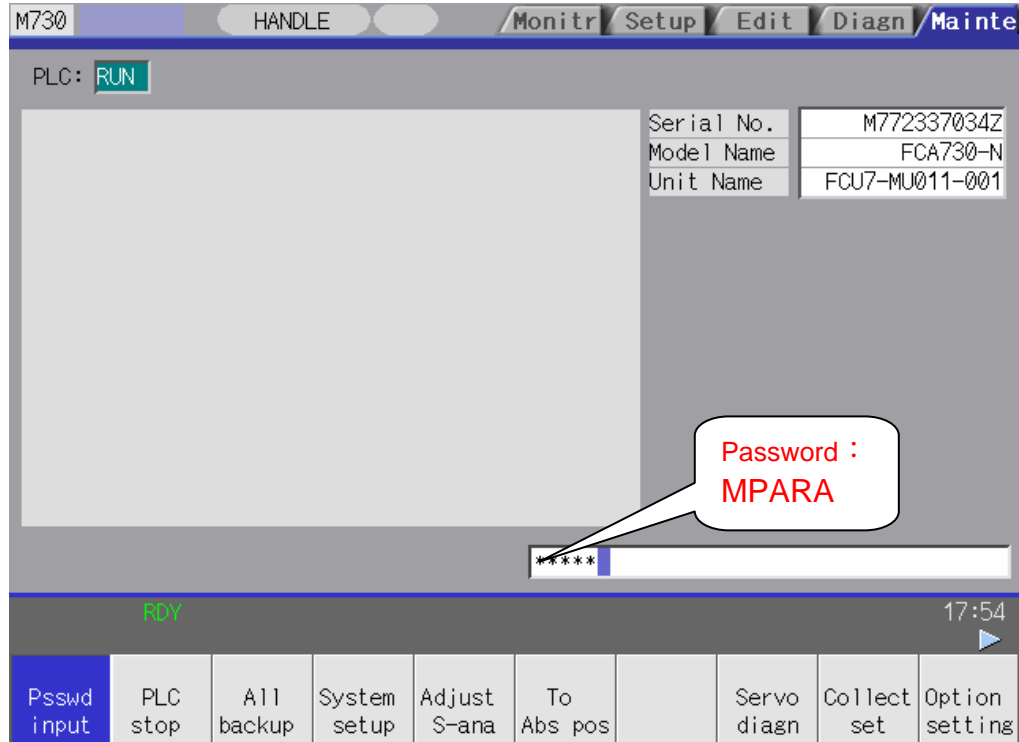 M730 HANDLE Monitr Setup Edit Diagn Mainte
PLC: RUN
Serial No. M772337034Z
Model Name FCA730-N
Unit Name FCU7-MU011-001
Password：
MPARA
*****
RDY 17:54
Psswd input PLC stop All backup System setup Adjust S-ana To Abs pos Servo diagn Collect set Option setting